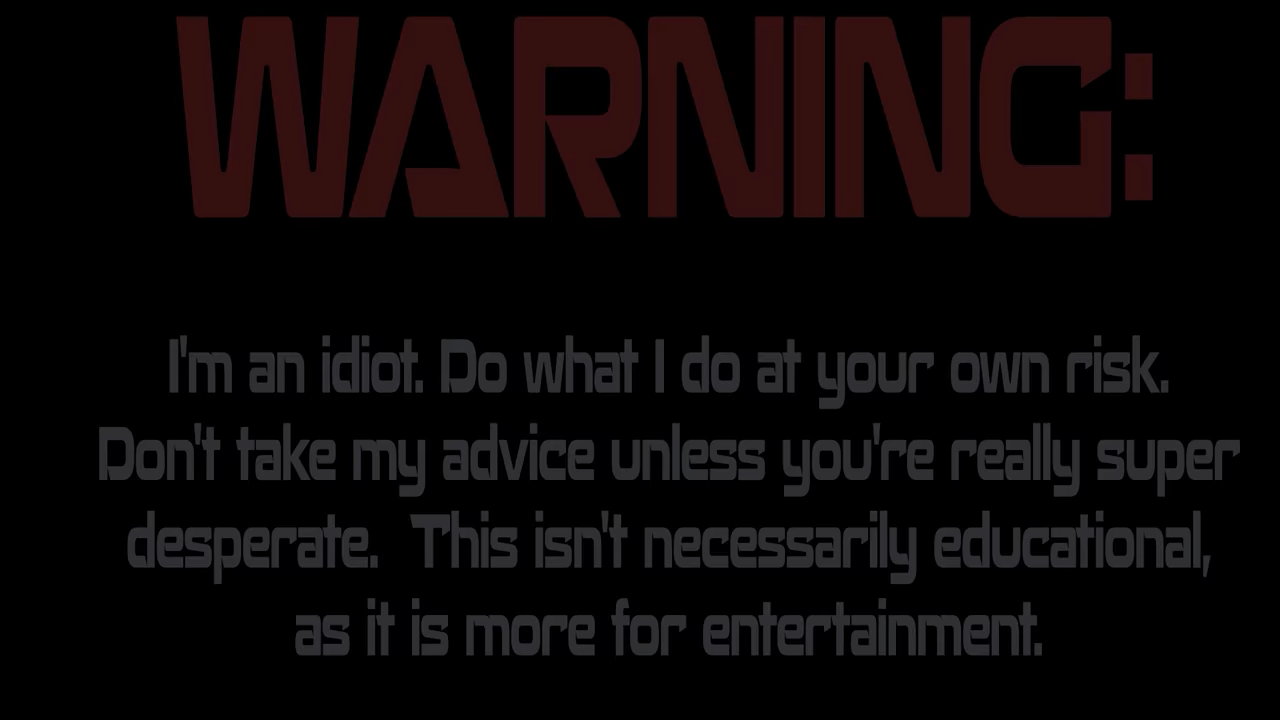 WARNING:
I'm an idiot. Do what I do at your own risk.
Don't take my advice unless you're really super
desperate.  This isn't necessarily educational,
as it is more for entertainment.